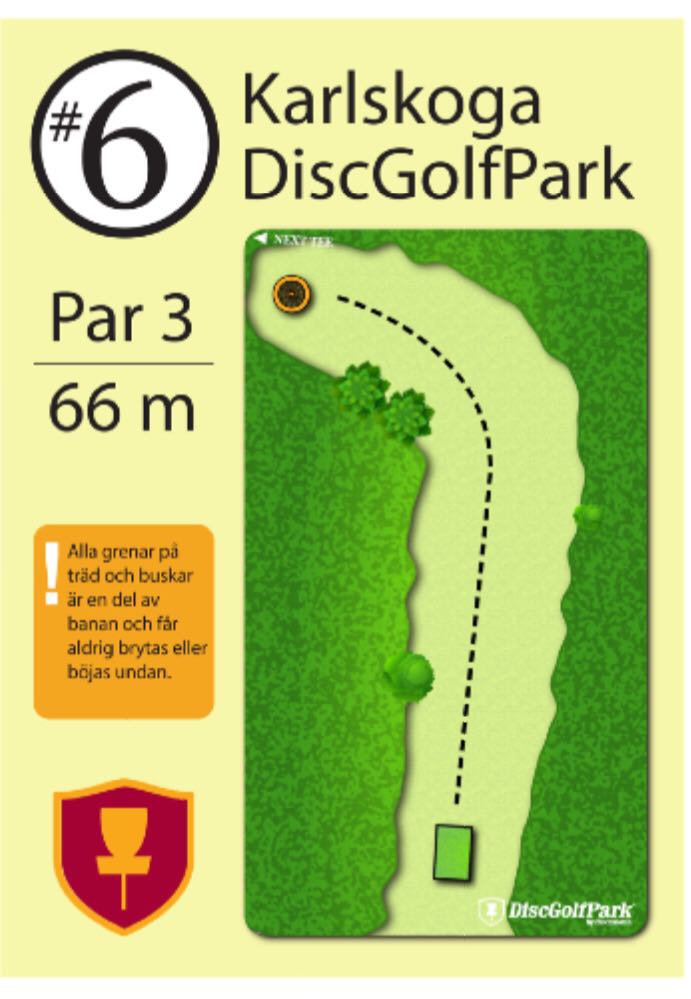 #6
Karlskoga
DiscGolfPark
NEXT TEE
Par 3
66 m
! Alla grenar på
träd och buskar
är en del av
banan och får
aldrig brytas eller
böjas undan.
DiscGolfPark